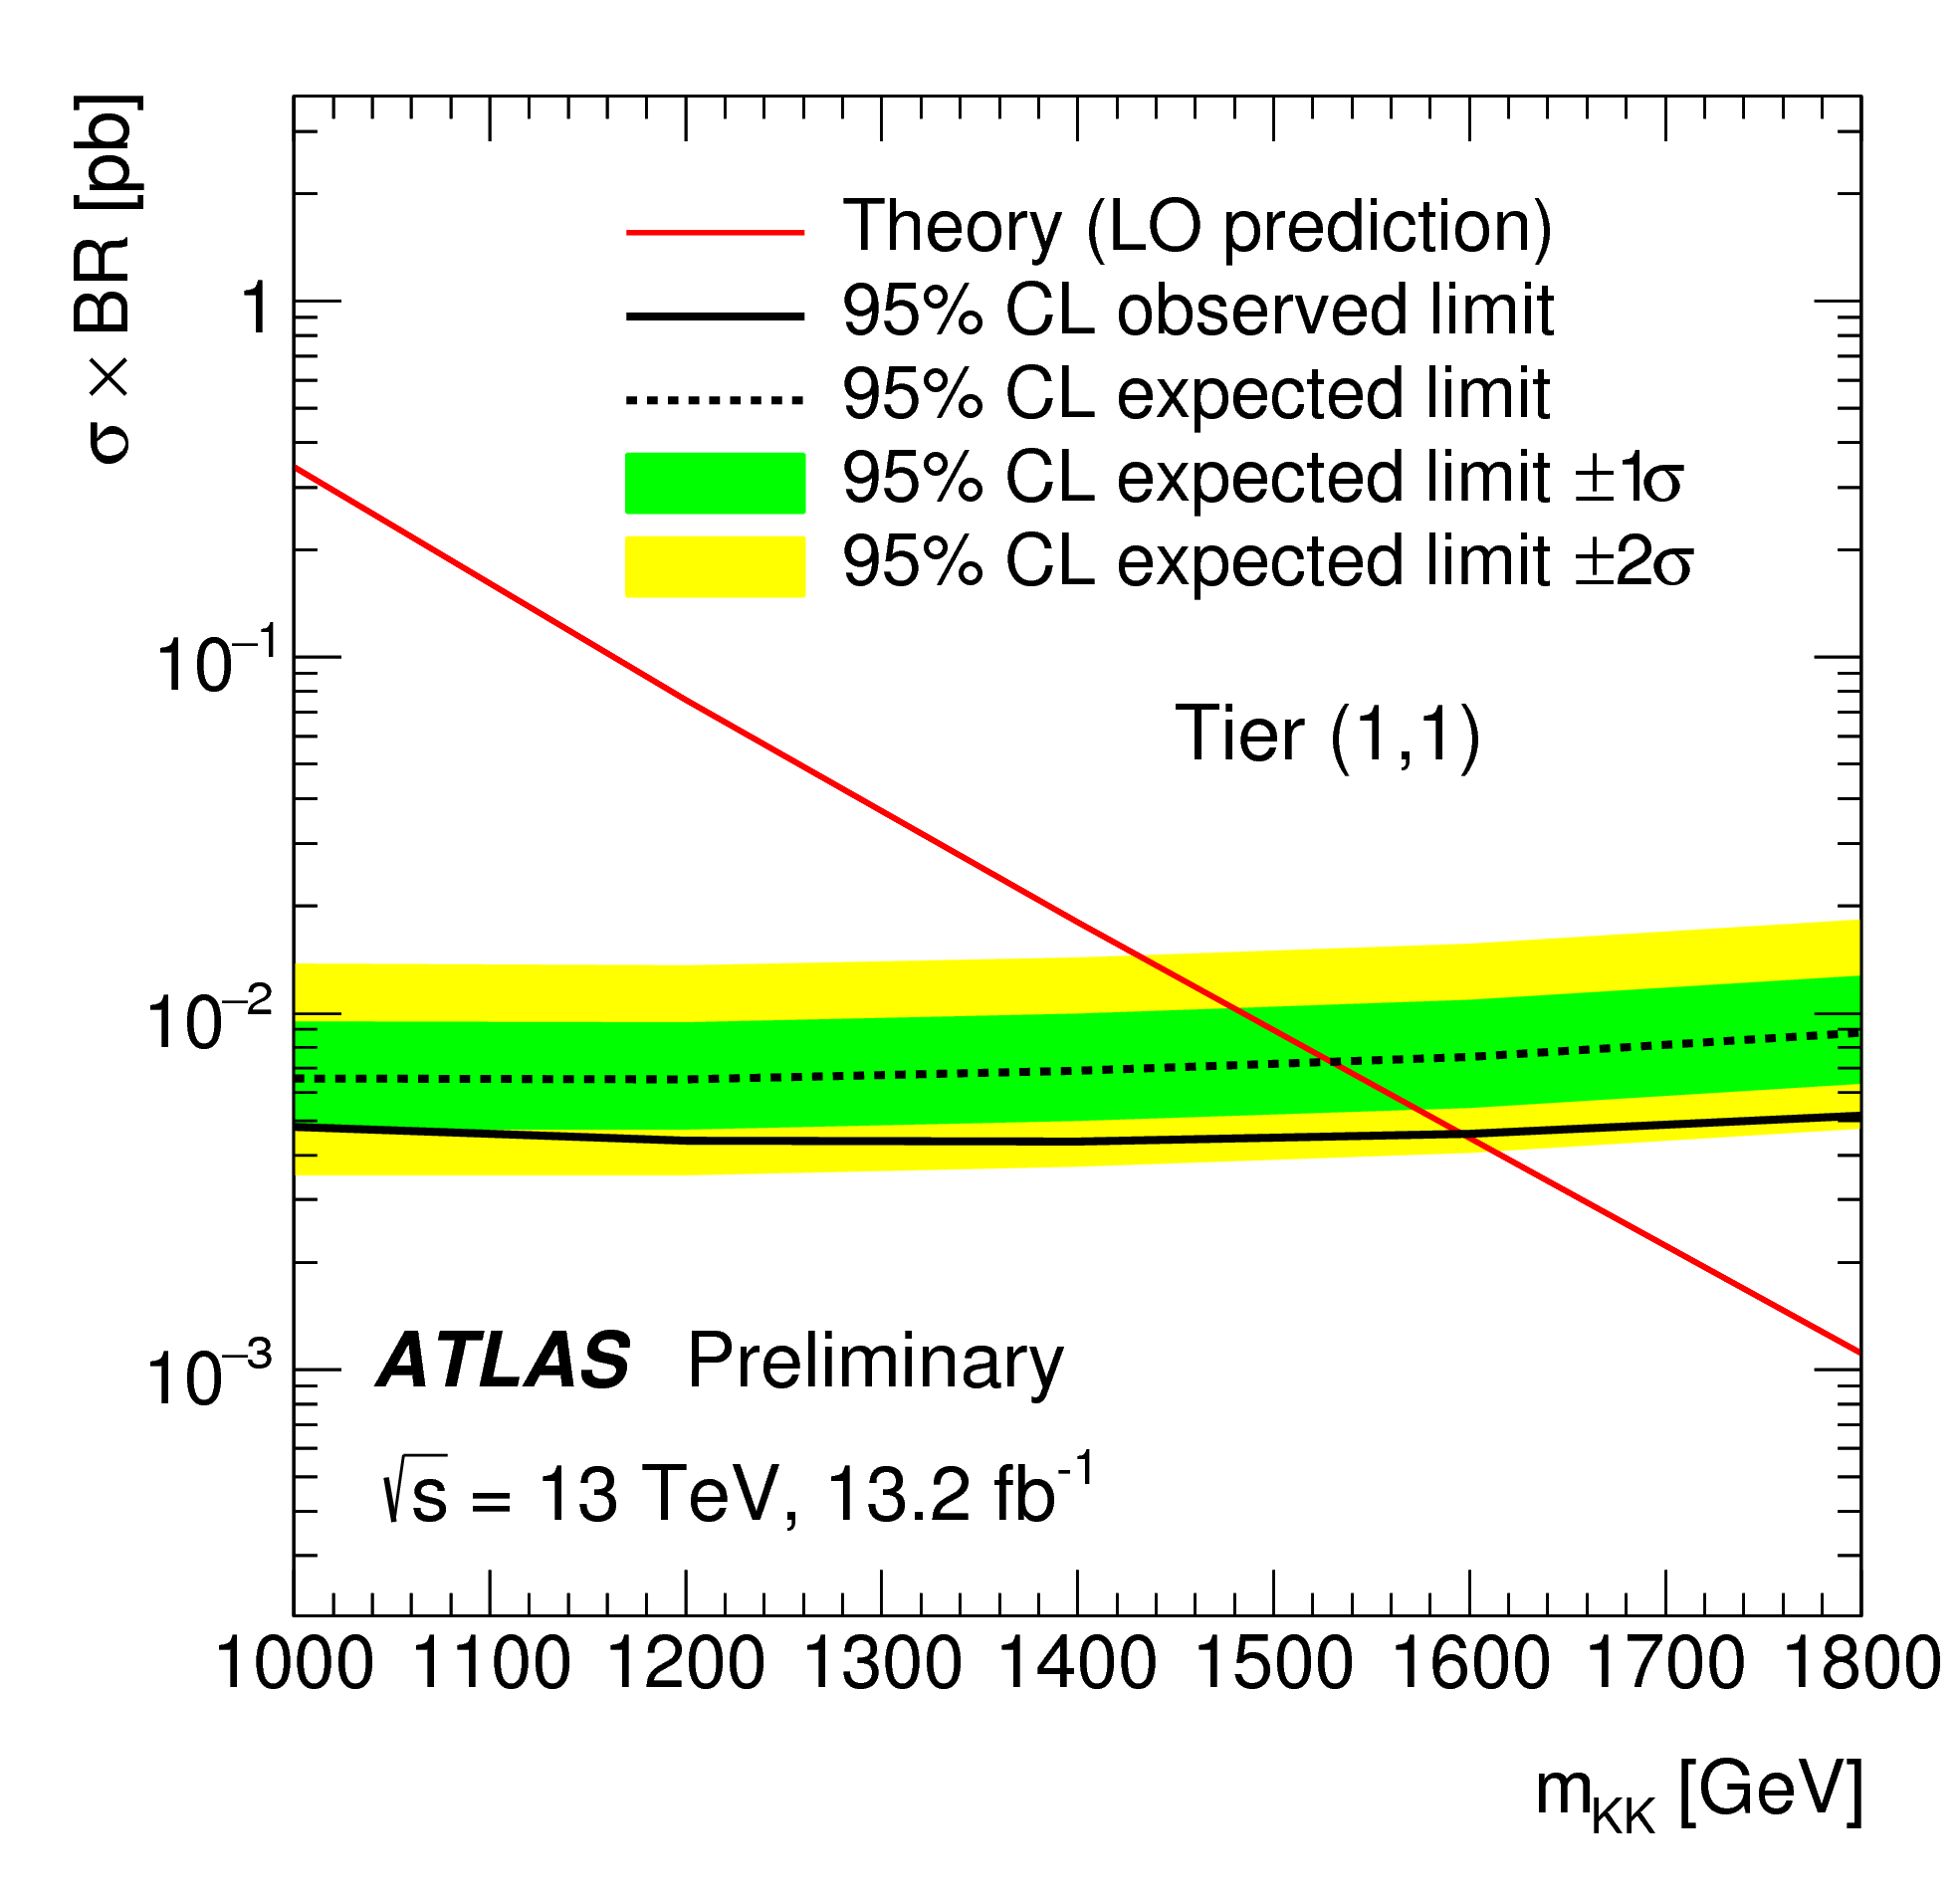 σ × BR [pb]
Theory (LO prediction)
95% CL observed limit
95% CL expected limit
95% CL expected limit ±1σ
95% CL expected limit ±2σ
Tier (1,1)
1
10⁻¹
10⁻²
10⁻³
ATLAS Preliminary
√s = 13 TeV, 13.2 fb⁻¹
1000 1100 1200 1300 1400 1500 1600 1700 1800
m_KK [GeV]